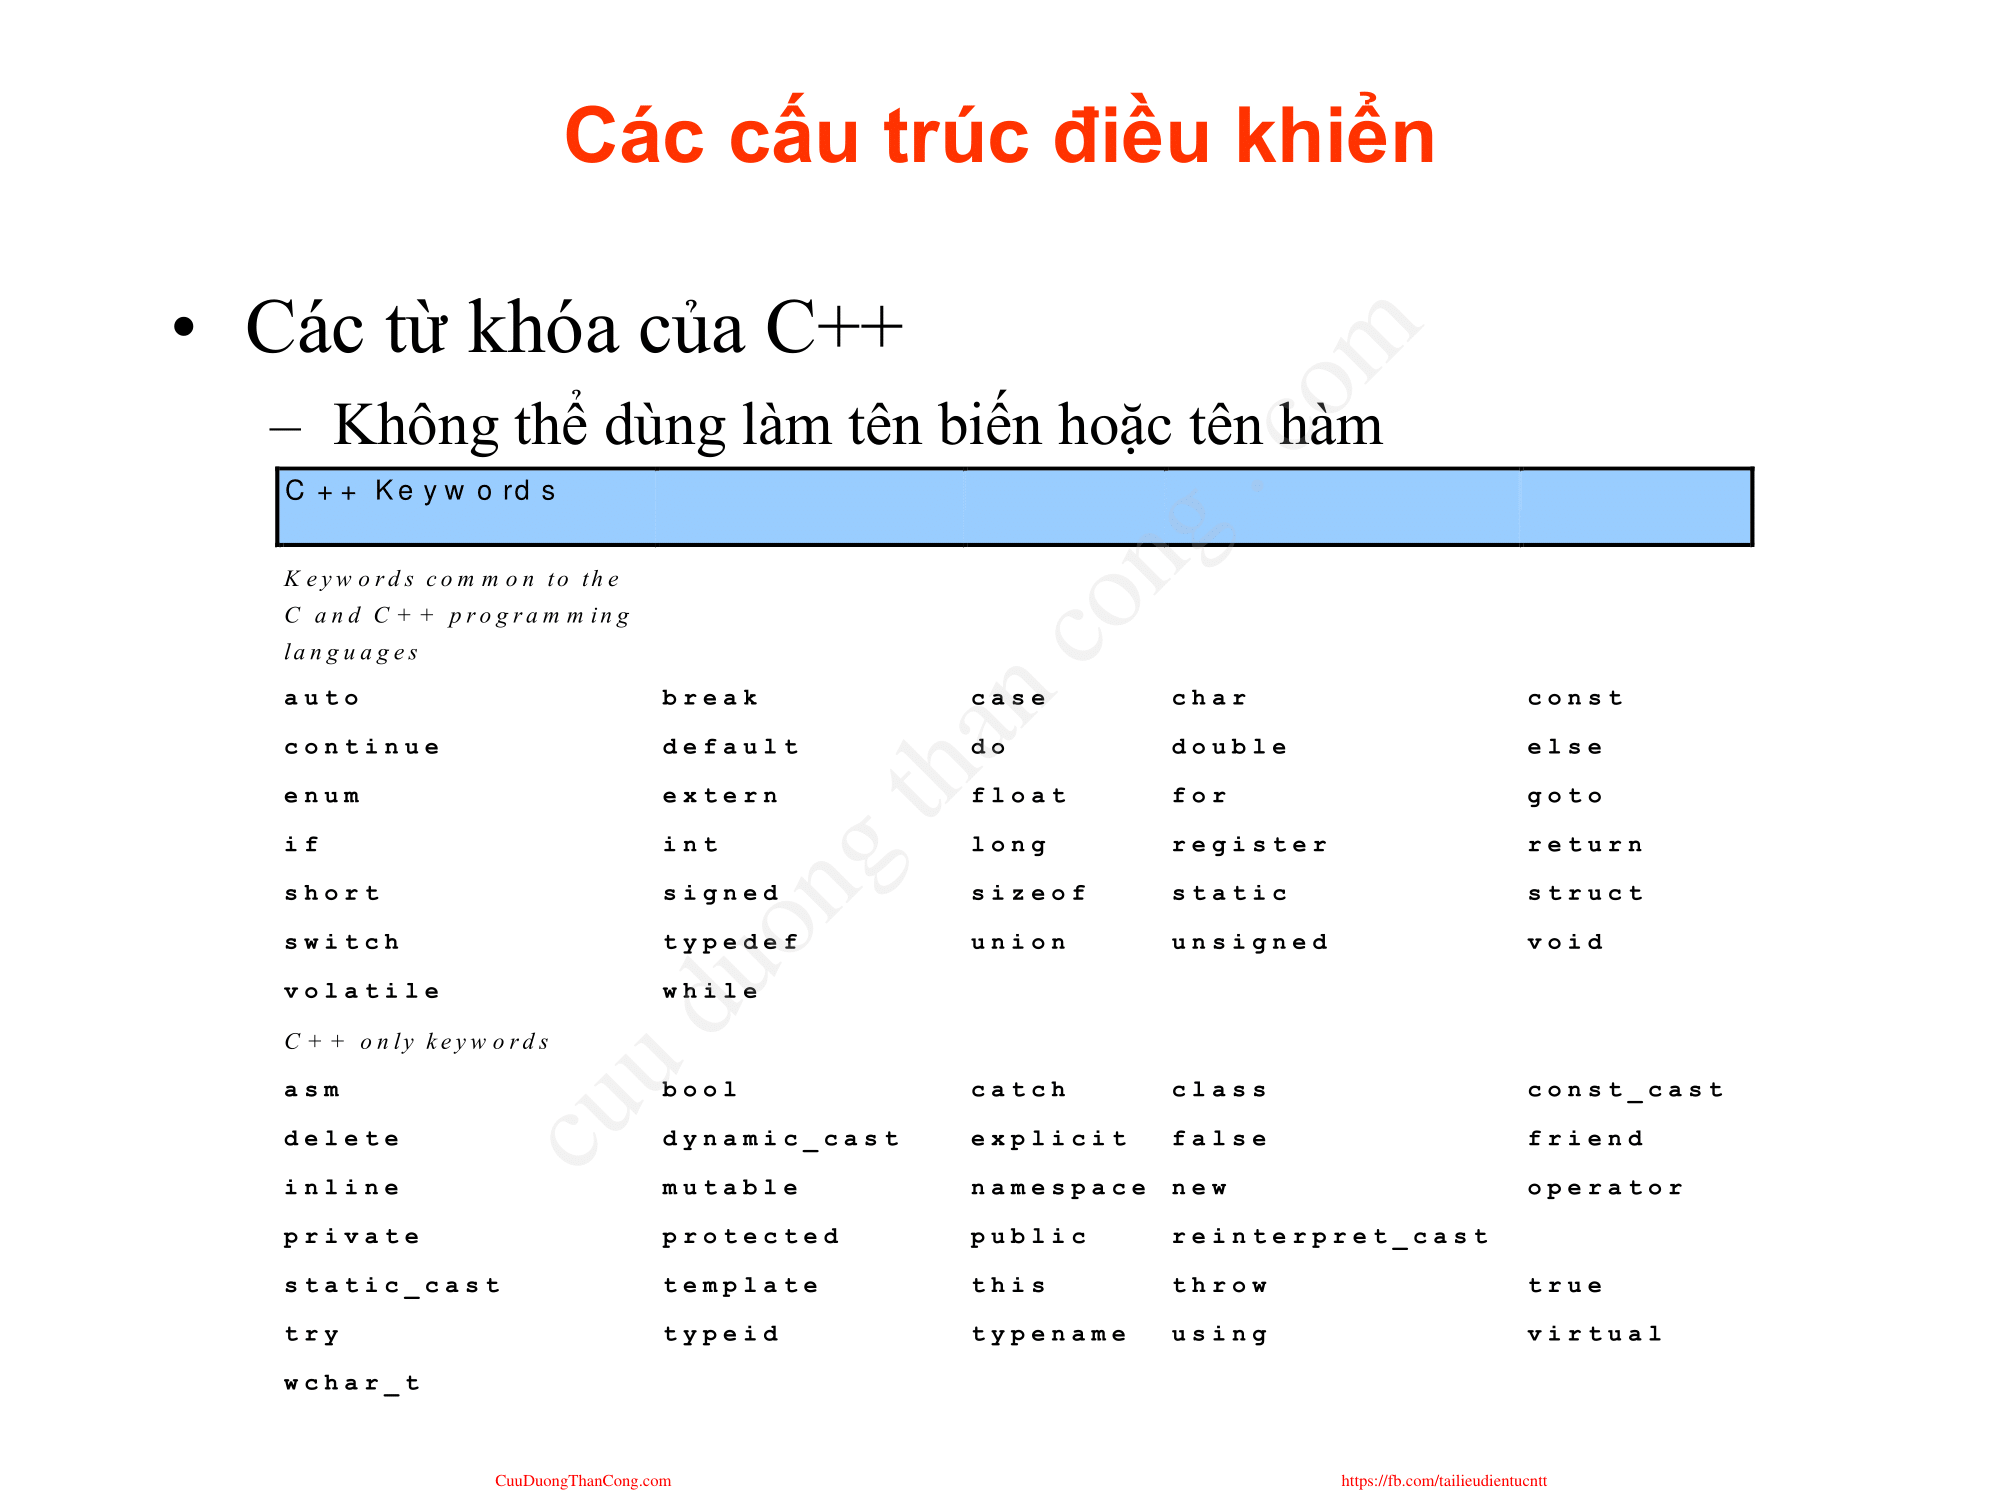 Các cấu trúc điều khiển
• Các từ khóa của C++
– Không thể dùng làm tên biến hoặc tên hàm
C++ Keywords
Keywords common to the
C and C++ programming
languages
auto break case char const
continue default do double else
enum extern float for goto
if int long register return
short signed sizeof static struct
switch typedef union unsigned void
volatile while
C++ only keywords
asm bool catch class const_cast
delete dynamic_cast explicit false friend
inline mutable namespace new operator
private protected public reinterpret_cast
static_cast template this throw true
try typeid typename using virtual
wchar_t
cuu duong than cong . com
CuuDuongThanCong.com https://fb.com/tailieudientucntt